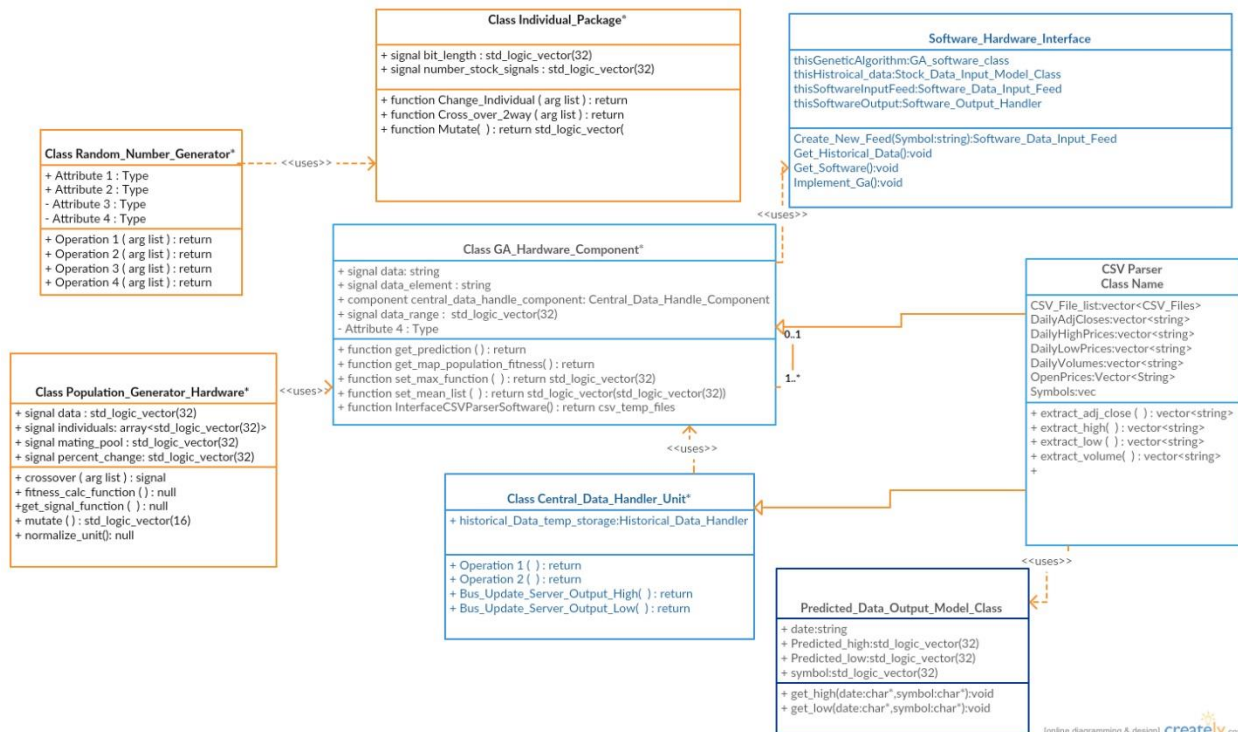 Class Individual_Package*
+ signal bit_length : std_logic_vector(32)
+ signal number_stock_signals : std_logic_vector(32)
+ function Change_Individual ( arg list ) : return
+ function Cross_over_2way ( arg list ) : return
+ function Mutate( ) : return std_logic_vector(
Software_Hardware_Interface
thisGeneticAlgorithm:GA_software_class
thisHistroical_data:Stock_Data_Input_Model_Class
thisSoftwareInputFeed:Software_Data_Input_Feed
thisSoftwareOutput:Software_Output_Handler
Create_New_Feed(Symbol:string):Software_Data_Input_Feed
Get_Historical_Data():void
Get_Software():void
Implement_Ga():void
Class Random_Number_Generator*
+ Attribute 1 : Type
+ Attribute 2 : Type
- Attribute 3 : Type
- Attribute 4 : Type
+ Operation 1 ( arg list ) : return
+ Operation 2 ( arg list ) : return
+ Operation 3 ( arg list ) : return
+ Operation 4 ( arg list ) : return
<<uses>>
<<uses>>
Class GA_Hardware_Component*
+ signal data: string
+ signal data_element : string
+ component central_data_handle_component: Central_Data_Handle_Component
+ signal data_range : std_logic_vector(32)
- Attribute 4 : Type
+ function get_prediction ( ) : return
+ function get_map_population_fitness( ) : return
+ function set_max_function ( ) : return std_logic_vector(32)
+ function set_mean_list ( ) : return std_logic_vector(std_logic_vector(32))
+ function InterfaceCSVParserSoftware() : return csv_temp_files
0..1
1..*
CSV Parser
Class Name
CSV_File_list:vector<CSV_Files>
DailyAdjCloses:vector<string>
DailyHighPrices:vector<string>
DailyLowPrices:vector<string>
DailyVolumes:vector<string>
OpenPrices:Vector<String>
Symbols:vec
+ extract_adj_close ( ) : vector<string>
+ extract_high( ) : vector<string>
+ extract_low ( ) : vector<string>
+ extract_volume( ) : vector<string>
+
Class Population_Generator_Hardware*
+ signal data : std_logic_vector(32)
+ signal individuals: array<std_logic_vector(32)>
+ signal mating_pool : std_logic_vector(32)
+ signal percent_change: std_logic_vector(32)
+ crossover ( arg list ) : signal
+ fitness_calc_function ( ) : null
+get_signal_function ( ) : null
+ mutate ( ) : std_logic_vector(16)
+ normalize_unit(): null
<<uses>>
<<uses>>
Class Central_Data_Handler_Unit*
+ historical_Data_temp_storage:Historical_Data_Handler
+ Operation 1 ( ) : return
+ Operation 2 ( ) : return
+ Bus_Update_Server_Output_High( ) : return
+ Bus_Update_Server_Output_Low( ) : return
<<uses>>
Predicted_Data_Output_Model_Class
+ date:string
+ Predicted_high:std_logic_vector(32)
+ Predicted_low:std_logic_vector(32)
+ symbol:std_logic_vector(32)
+ get_high(date:char*,symbol:char*):void
+ get_low(date:char*,symbol:char*):void
[online diagramming & design] creately